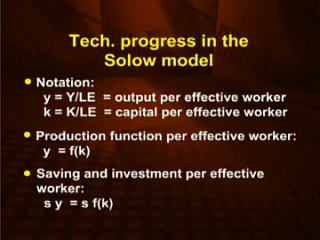 Tech. progress in the
Solow model
Notation:
y = Y/LE = output per effective worker
k = K/LE = capital per effective worker
Production function per effective worker:
y = f(k)
Saving and investment per effective
worker:
s y = s f(k)